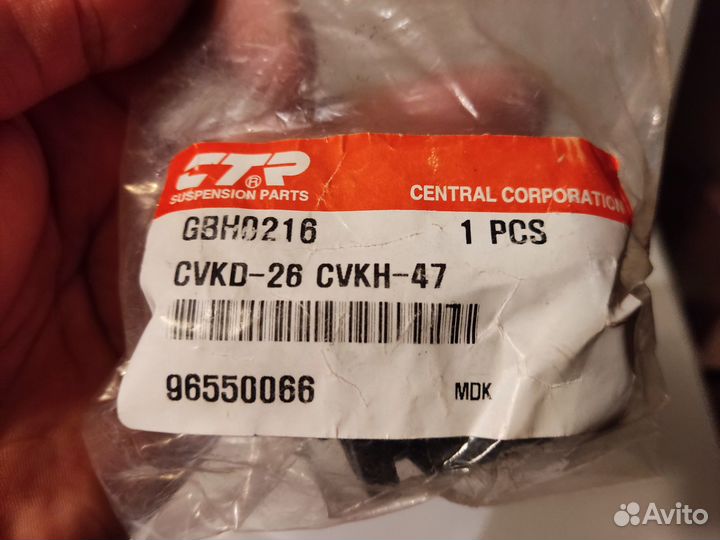 CTR®
SUSPENSION PARTS
CENTRAL CORPORATION
GBH0216 1 PCS
CVKD-26 CVKH-47
96550066 MDK
Avito